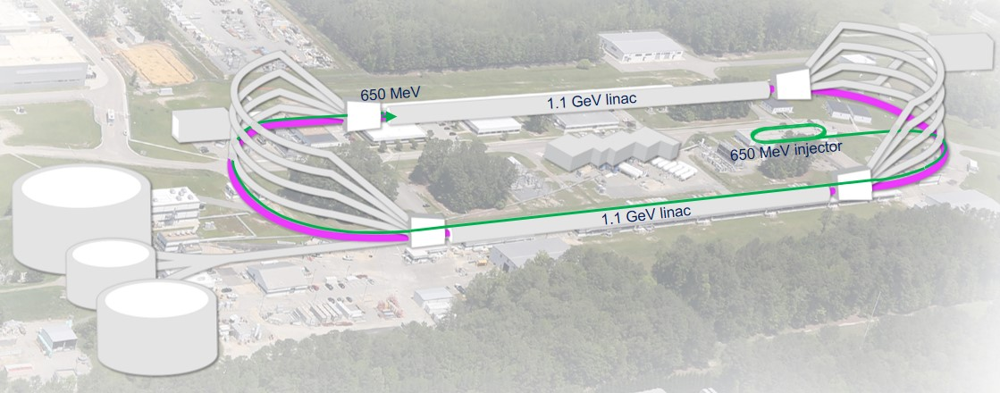 650 MeV
1.1 GeV linac
650 MeV injector
1.1 GeV linac